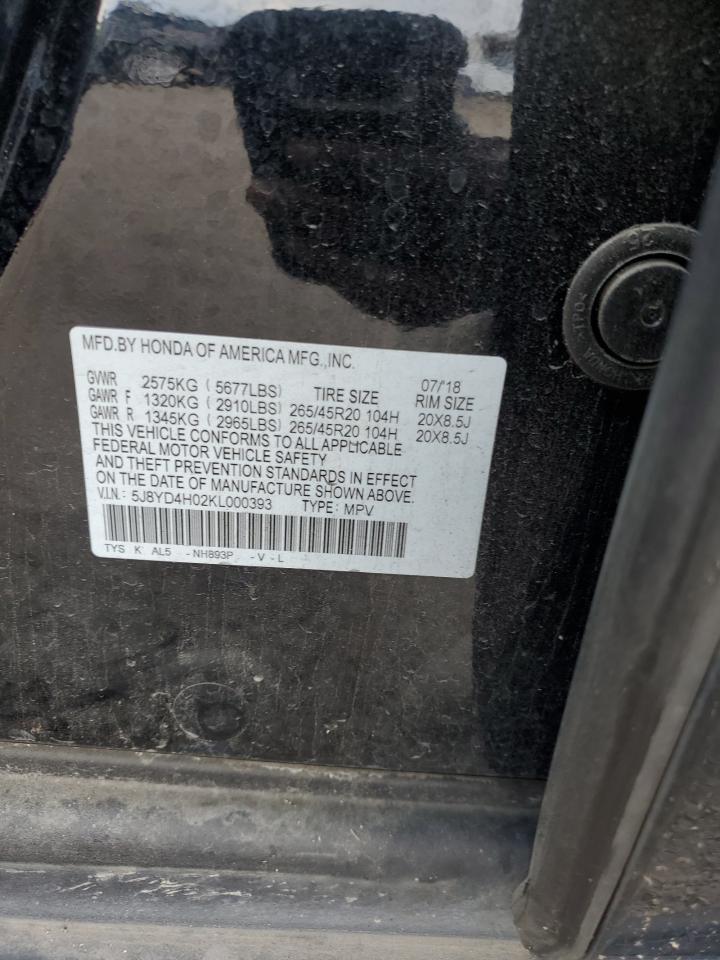 MFD.BY HONDA OF AMERICA MFG.,INC.
07/'18
GVWR 2575KG ( 5677LBS) TIRE SIZE RIM SIZE
GAWR F 1320KG ( 2910LBS) 265/45R20 104H 20X8.5J
GAWR R 1345KG ( 2965LBS) 265/45R20 104H 20X8.5J
THIS VEHICLE CONFORMS TO ALL APPLICABLE
FEDERAL MOTOR VEHICLE SAFETY
AND THEFT PREVENTION STANDARDS IN EFFECT
ON THE DATE OF MANUFACTURE SHOWN ABOVE.
V.I.N.: 5J8YD4H02KL000393 TYPE: MPV
TYS K AL5 -NH893P -V - L